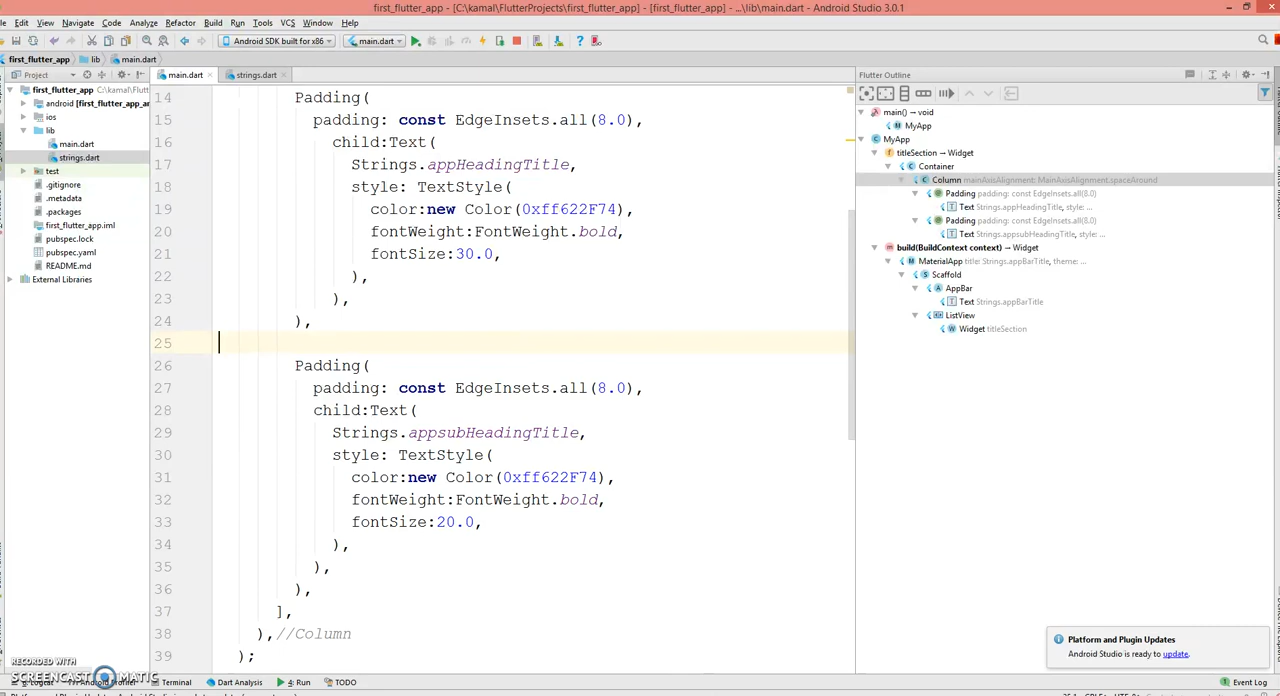 first_flutter_app - [C:\kamal\FlutterProjects\first_flutter_app] - [first_flutter_app] - ...\lib\main.dart - Android Studio 3.0.1
Edit View Navigate Code Analyze Refactor Build Run Tools VCS Window Help
Android SDK built for x86 main.dart
first_flutter_app lib main.dart
Project
main.dart strings.dart
Flutter Outline
first_flutter_app C:\kamal\Flutt
android [first_flutter_app_an
ios
lib
main.dart
strings.dart
test
.gitignore
.metadata
.packages
first_flutter_app.iml
pubspec.lock
pubspec.yaml
README.md
External Libraries
14 Padding(
15 padding: const EdgeInsets.all(8.0),
16 child:Text(
17 Strings.appHeadingTitle,
18 style: TextStyle(
19 color:new Color(0xff622F74),
20 fontWeight:FontWeight.bold,
21 fontSize:30.0,
22 ),
23 ),
24 ),
25
26 Padding(
27 padding: const EdgeInsets.all(8.0),
28 child:Text(
29 Strings.appsubHeadingTitle,
30 style: TextStyle(
31 color:new Color(0xff622F74),
32 fontWeight:FontWeight.bold,
33 fontSize:20.0,
34 ),
35 ),
36 ),
37 ],
38 ),//Column
39 );
main() → void
MyApp
MyApp
titleSection → Widget
Container
Column mainAxisAlignment: MainAxisAlignment.spaceAround
Padding padding: const EdgeInsets.all(8.0)
Text Strings.appHeadingTitle, style: ...
Padding padding: const EdgeInsets.all(8.0)
Text Strings.appsubHeadingTitle, style: ...
build(BuildContext context) → Widget
MaterialApp title: Strings.appBarTitle, theme: ...
Scaffold
AppBar
Text Strings.appBarTitle
ListView
Widget titleSection
Platform and Plugin Updates
Android Studio is ready to update.
RECORDED WITH
SCREENCAST MATIC
Terminal Dart Analysis 4: Run TODO Event Log